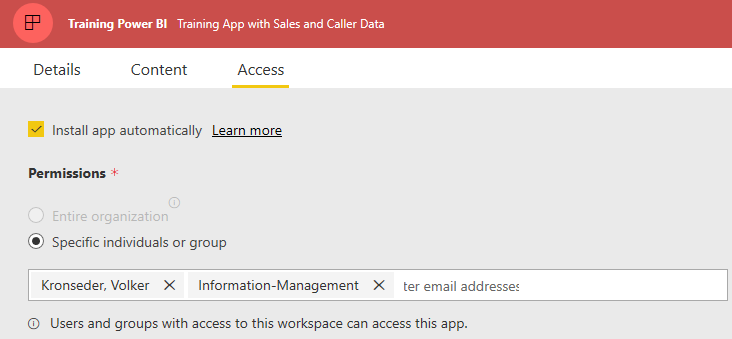 Training Power BI Training App with Sales and Caller Data
Details Content Access
Install app automatically Learn more
Permissions *
Entire organization
Specific individuals or group
Kronseder, Volker Information-Management ter email addresses
Users and groups with access to this workspace can access this app.